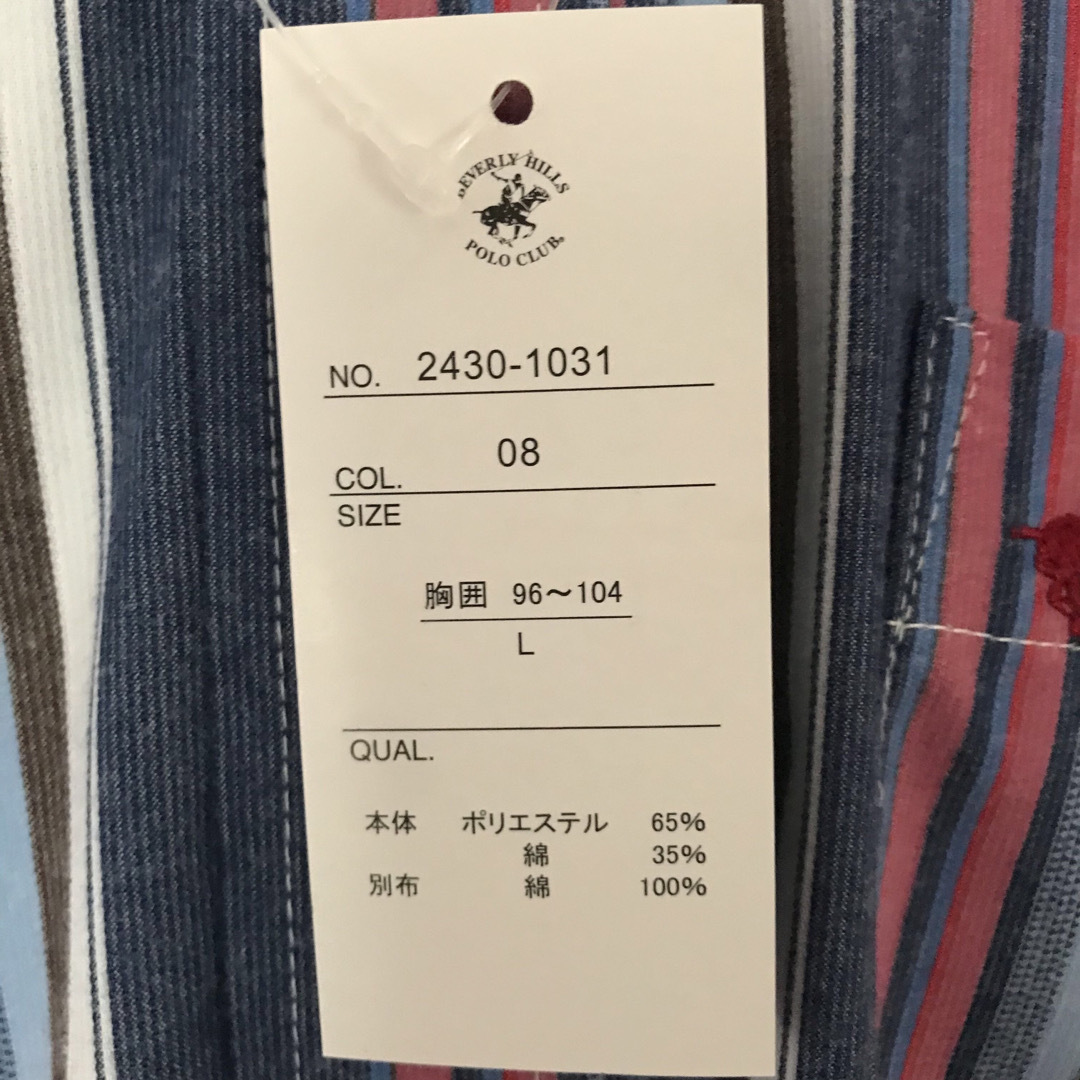 BEVERLY HILLS
POLO CLUB®
NO. 2430-1031
COL. 08
SIZE
胸囲 96〜104
L
QUAL.
本体 ポリエステル 65%
綿 35%
別布 綿 100%